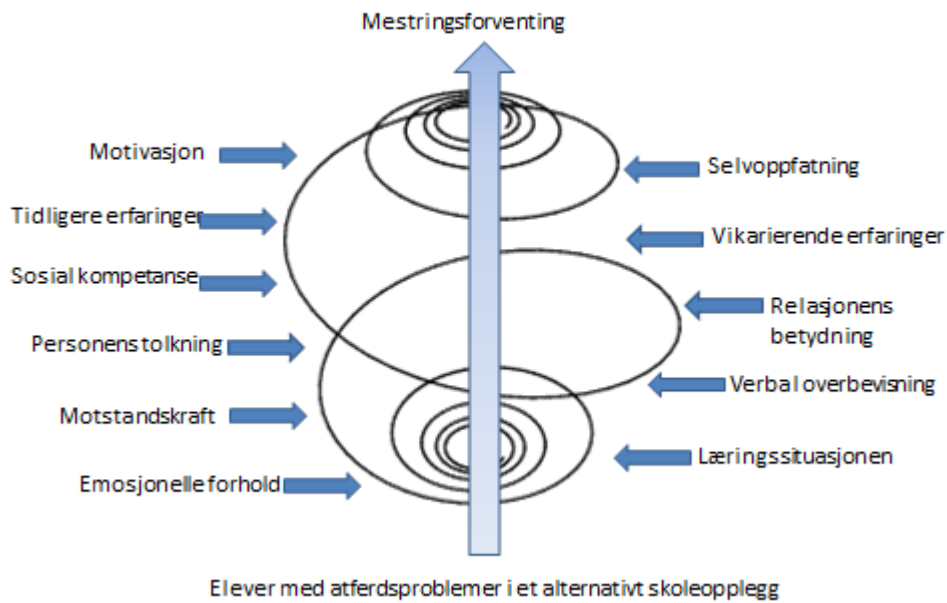 Mestringsforventing
Motivasjon
Selvoppfatning
Tidligere erfaringer
Vikarierende erfaringer
Sosial kompetanse
Relasjonens
betydning
Personens tolkning
Verbal overbevisning
Motstandskraft
Læringssituasjonen
Emosjonelle forhold
Elever med atferdsproblemer i et alternativt skoleopplegg